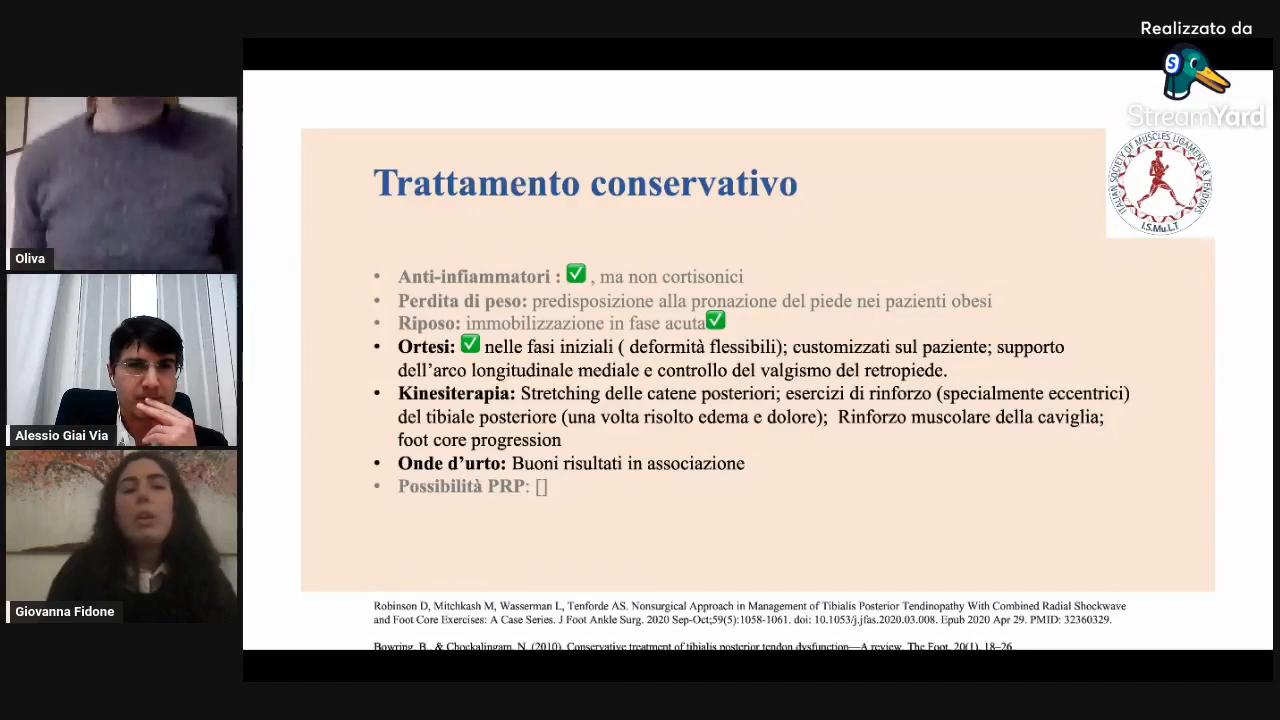 Realizzato da
StreamYard
ITALIAN SOCIETY OF MUSCLES LIGAMENTS & TENDONS
I.S.Mu.L.T
Trattamento conservativo
• Anti-infiammatori : ✅ , ma non cortisonici
• Perdita di peso: predisposizione alla pronazione del piede nei pazienti obesi
• Riposo: immobilizzazione in fase acuta✅
• Ortesi: ✅ nelle fasi iniziali ( deformità flessibili); customizzati sul paziente; supporto
dell’arco longitudinale mediale e controllo del valgismo del retropiede.
• Kinesiterapia: Stretching delle catene posteriori; esercizi di rinforzo (specialmente eccentrici)
del tibiale posteriore (una volta risolto edema e dolore); Rinforzo muscolare della caviglia;
foot core progression
• Onde d’urto: Buoni risultati in associazione
• Possibilità PRP: []
Robinson D, Mitchkash M, Wasserman L, Tenforde AS. Nonsurgical Approach in Management of Tibialis Posterior Tendinopathy With Combined Radial Shockwave
and Foot Core Exercises: A Case Series. J Foot Ankle Surg. 2020 Sep-Oct;59(5):1058-1061. doi: 10.1053/j.jfas.2020.03.008. Epub 2020 Apr 29. PMID: 32360329.
Bowring, B., & Chockalingam, N. (2010). Conservative treatment of tibialis posterior tendon dysfunction—A review. The Foot, 20(1), 18–26.
Oliva
Alessio Giai Via
Giovanna Fidone